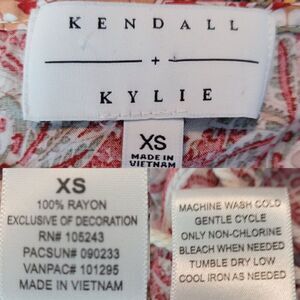 KENDALL
+
KYLIE
XS
MADE IN
VIETNAM
XS
100% RAYON
EXCLUSIVE OF DECORATION
RN# 105243
PACSUN# 090233
VANPAC# 101295
MADE IN VIETNAM
MACHINE WASH COLD
GENTLE CYCLE
ONLY NON-CHLORINE
BLEACH WHEN NEEDED
TUMBLE DRY LOW
COOL IRON AS NEEDED